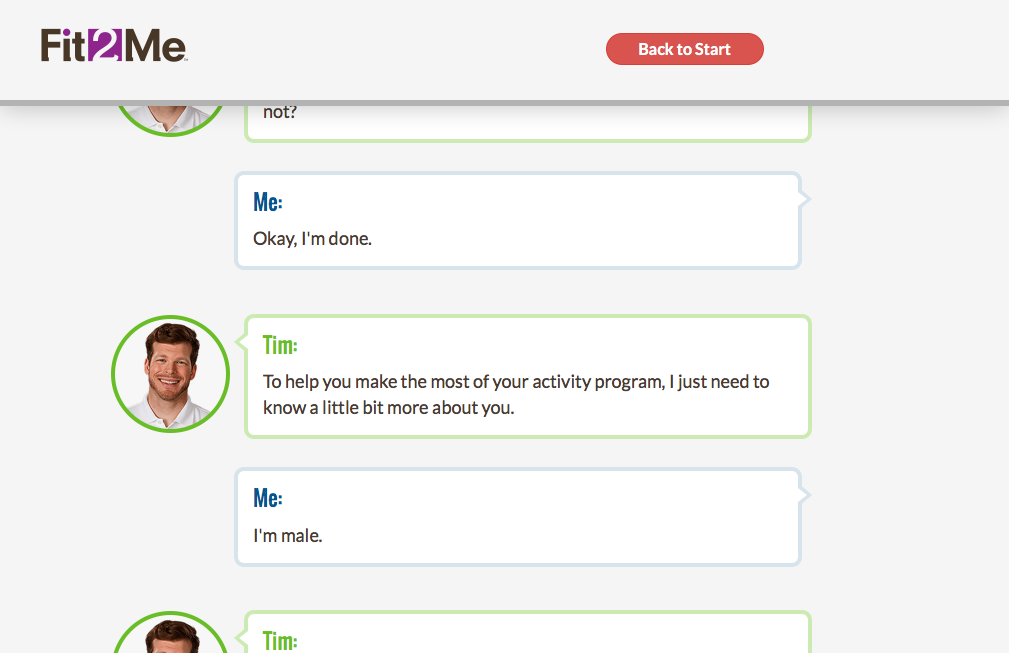 Fit2Me
Back to Start
not?
Me:
Okay, I'm done.
Tim:
To help you make the most of your activity program, I just need to
know a little bit more about you.
Me:
I'm male.
Tim: